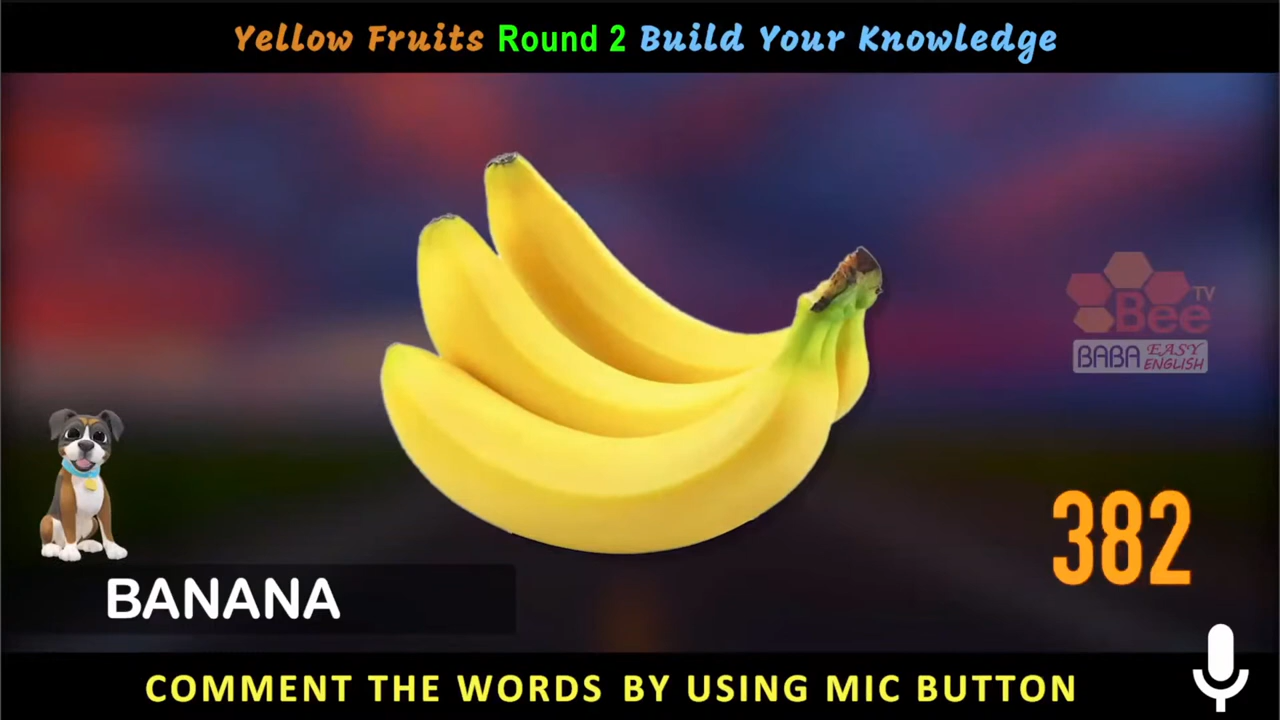 Yellow Fruits Round 2 Build Your Knowledge
Bee TV
BABA EASY ENGLISH
382
BANANA
COMMENT THE WORDS BY USING MIC BUTTON